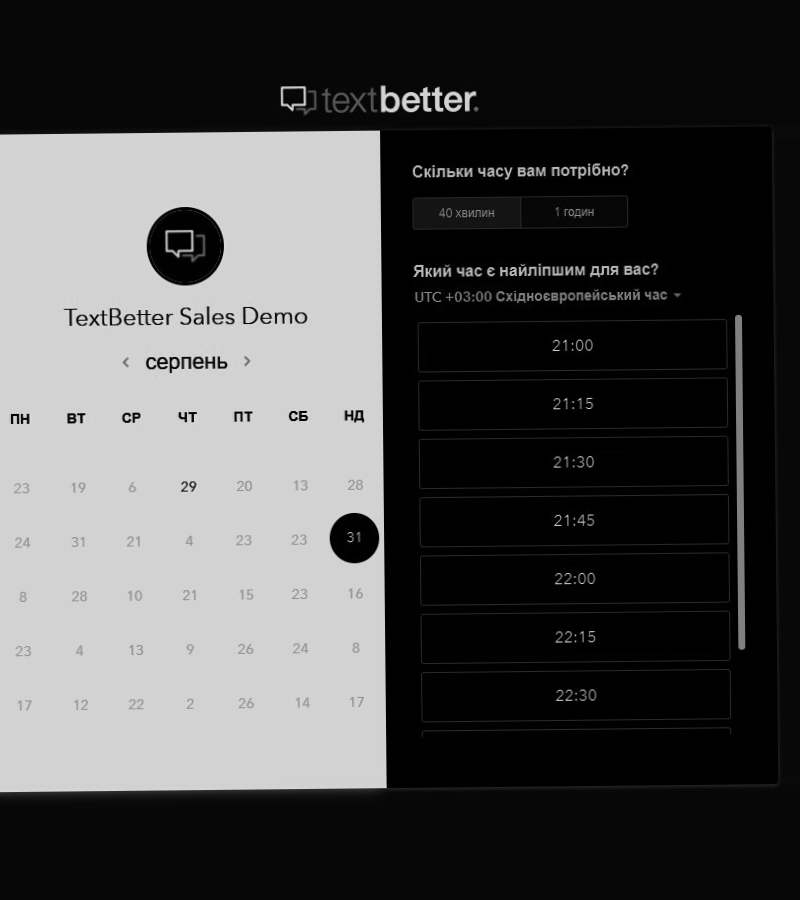 textbetter.
TextBetter Sales Demo
серпень
ПН ВТ СР ЧТ ПТ СБ НД
23 19 6 29 20 13 28
24 31 21 4 23 23 31
8 28 10 21 15 23 16
23 4 13 9 26 24 8
17 12 22 2 26 14 17
Скільки часу вам потрібно?
40 хвилин 1 годин
Який час є найліпшим для вас?
UTC +03:00 Східноєвропейський час
21:00
21:15
21:30
21:45
22:00
22:15
22:30